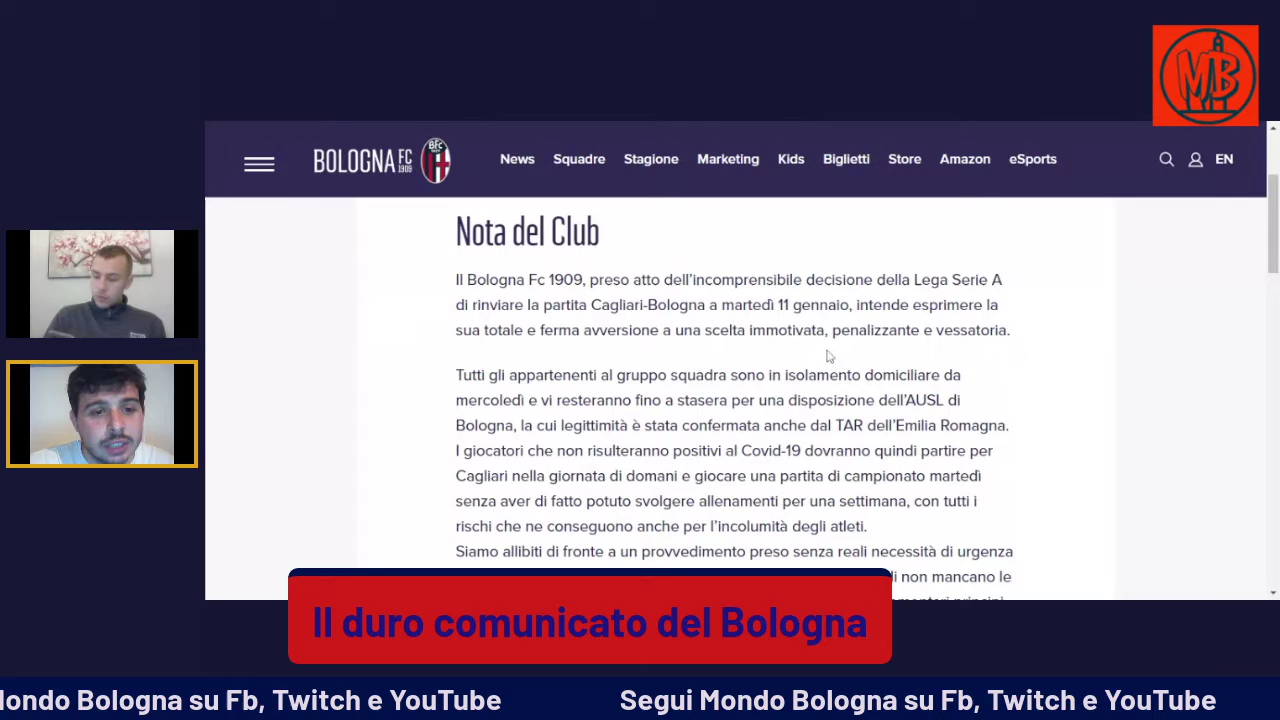 MB
BOLOGNA FC 1909
BFC
News Squadre Stagione Marketing Kids Biglietti Store Amazon eSports
EN
Nota del Club
Il Bologna Fc 1909, preso atto dell'incomprensibile decisione della Lega Serie A
di rinviare la partita Cagliari-Bologna a martedì 11 gennaio, intende esprimere la
sua totale e ferma avversione a una scelta immotivata, penalizzante e vessatoria.
Tutti gli appartenenti al gruppo squadra sono in isolamento domiciliare da
mercoledì e vi resteranno fino a stasera per una disposizione dell'AUSL di
Bologna, la cui legittimità è stata confermata anche dal TAR dell'Emilia Romagna.
I giocatori che non risulteranno positivi al Covid-19 dovranno quindi partire per
Cagliari nella giornata di domani e giocare una partita di campionato martedì
senza aver di fatto potuto svolgere allenamenti per una settimana, con tutti i
rischi che ne conseguono anche per l'incolumità degli atleti.
Siamo allibiti di fronte a un provvedimento preso senza reali necessità di urgenza
non mancano le
Il duro comunicato del Bologna
Mondo Bologna su Fb, Twitch e YouTube
Segui Mondo Bologna su Fb, Twitch e YouTube